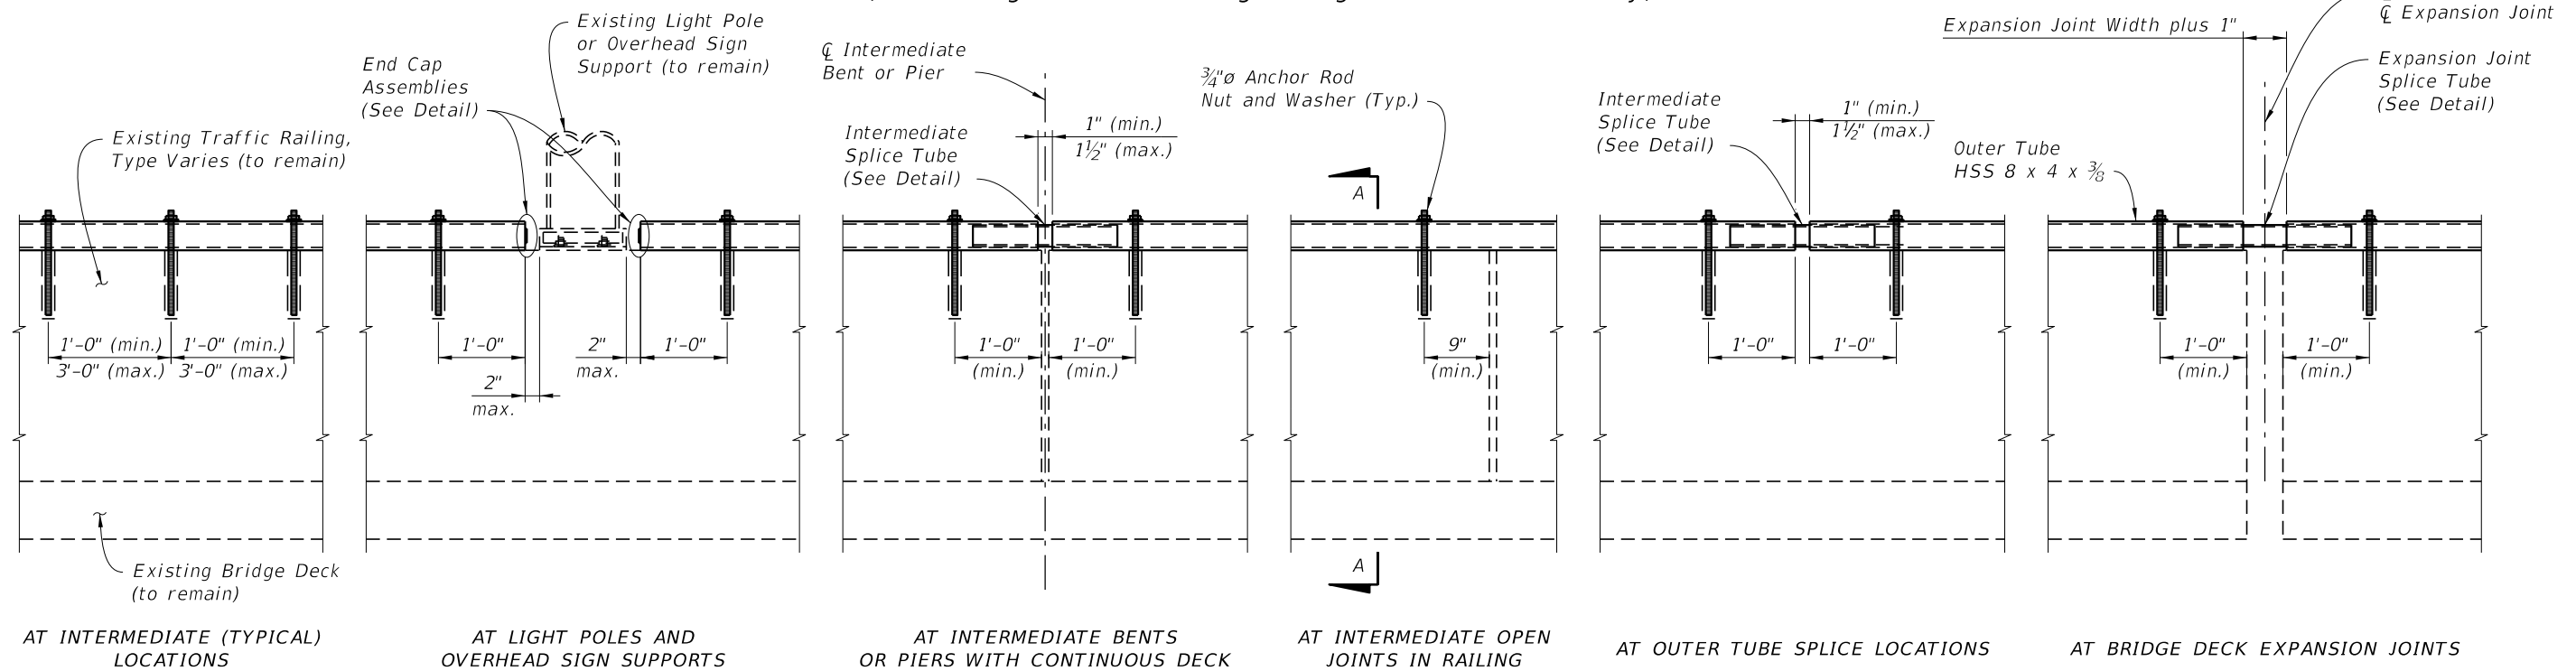 Existing Traffic Railing,
Type Varies (to remain)
1'-0" (min.)
3'-0" (max.)
1'-0" (min.)
3'-0" (max.)
Existing Bridge Deck
(to remain)
AT INTERMEDIATE (TYPICAL)
LOCATIONS
End Cap
Assemblies
(See Detail)
Existing Light Pole
or Overhead Sign
Support (to remain)
1'-0"
2"
max.
2"
max.
1'-0"
AT LIGHT POLES AND
OVERHEAD SIGN SUPPORTS
℄ Intermediate
Bent or Pier
Intermediate
Splice Tube
(See Detail)
1" (min.)
1½" (max.)
1'-0"
(min.)
1'-0"
(min.)
AT INTERMEDIATE BENTS
OR PIERS WITH CONTINUOUS DECK
¾"ø Anchor Rod
Nut and Washer (Typ.)
A
9"
(min.)
A
AT INTERMEDIATE OPEN
JOINTS IN RAILING
Intermediate
Splice Tube
(See Detail)
1" (min.)
1½" (max.)
1'-0"
1'-0"
AT OUTER TUBE SPLICE LOCATIONS
Expansion Joint Width plus 1"
℄ Expansion Joint
Expansion Joint
Splice Tube
(See Detail)
Outer Tube
HSS 8 x 4 x ⅜
1'-0"
(min.)
1'-0"
(min.)
AT BRIDGE DECK EXPANSION JOINTS